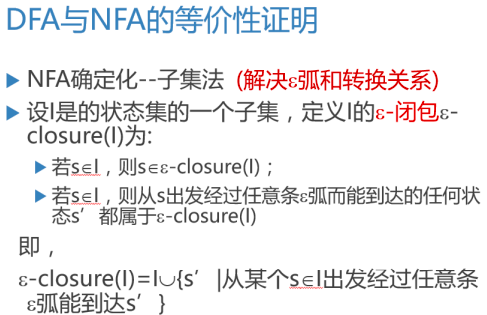 DFA与NFA的等价性证明
NFA确定化--子集法 (解决ε弧和转换关系)
设I是的状态集的一个子集，定义I的ε-闭包ε-
closure(I)为:
若s∈I，则s∈ε-closure(I)；
若s∈I，则从s出发经过任意条ε弧而能到达的任何状
态s’都属于ε-closure(I)
即，
ε-closure(I)=I∪{s’|从某个s∈I出发经过任意条
ε弧能到达s’}